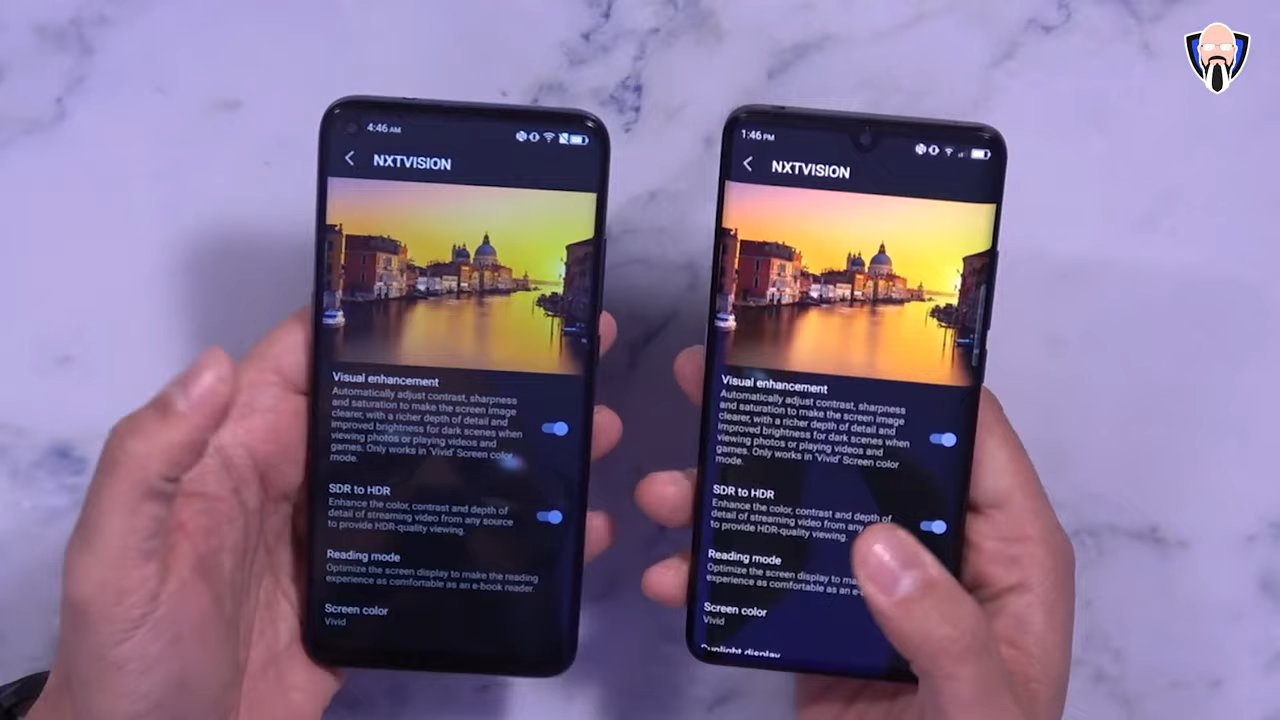 4:46 AM
NXTVISION
Visual enhancement
Automatically adjust contrast, sharpness
and saturation to make the screen image
clearer, with a richer depth of detail and
improved brightness for dark scenes when
viewing photos or playing videos and
games. Only works in 'Vivid' Screen color
mode.
SDR to HDR
Enhance the color, contrast and depth of
detail of streaming video from any source
to provide HDR-quality viewing.
Reading mode
Optimize the screen display to make the reading
experience as comfortable as an e-book reader.
Screen color
Vivid
1:46 PM
NXTVISION
Visual enhancement
Automatically adjust contrast, sharpness
and saturation to make the screen image
clearer, with a richer depth of detail and
improved brightness for dark scenes when
viewing photos or playing videos and
games. Only works in 'Vivid' Screen color
mode.
SDR to HDR
Enhance the color, contrast and depth of
detail of streaming video from any
to provide HDR-quality viewing.
Reading mode
Optimize the screen display to ma
experience as comfortable as an e-
Screen color
Vivid
Sunlight display